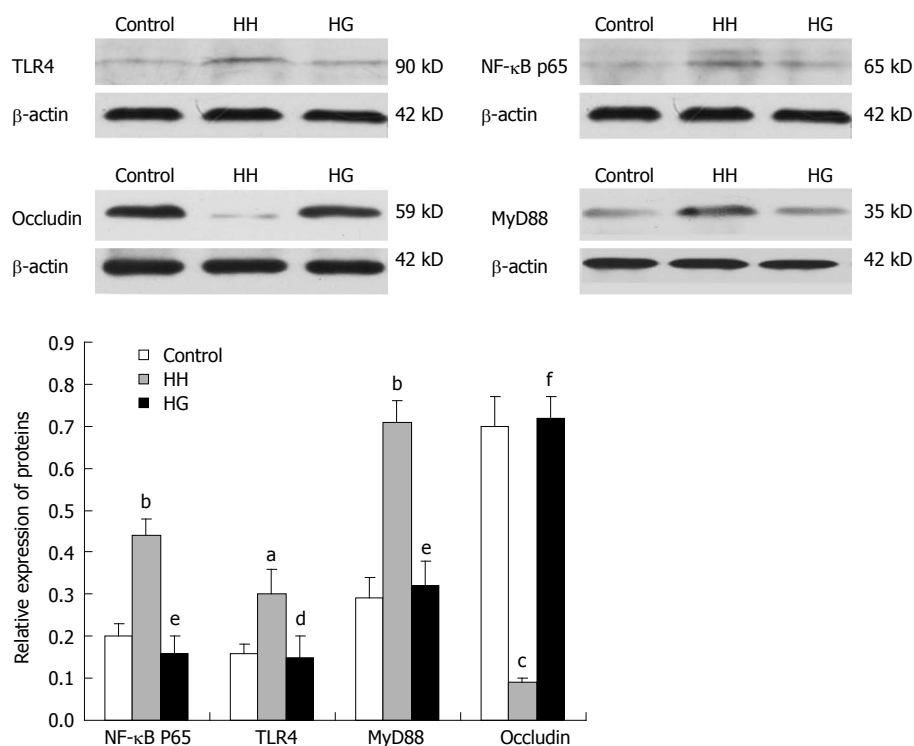 Control HH HG
TLR4 90 kD
β-actin 42 kD
Control HH HG
NF-κB p65 65 kD
β-actin 42 kD
Control HH HG
Occludin 59 kD
β-actin 42 kD
Control HH HG
MyD88 35 kD
β-actin 42 kD
Relative expression of proteins
0.9
0.8
0.7
0.6
0.5
0.4
0.3
0.2
0.1
0.0
Control
HH
HG
b
e
a
d
b
e
c
f
NF-κB P65 TLR4 MyD88 Occludin